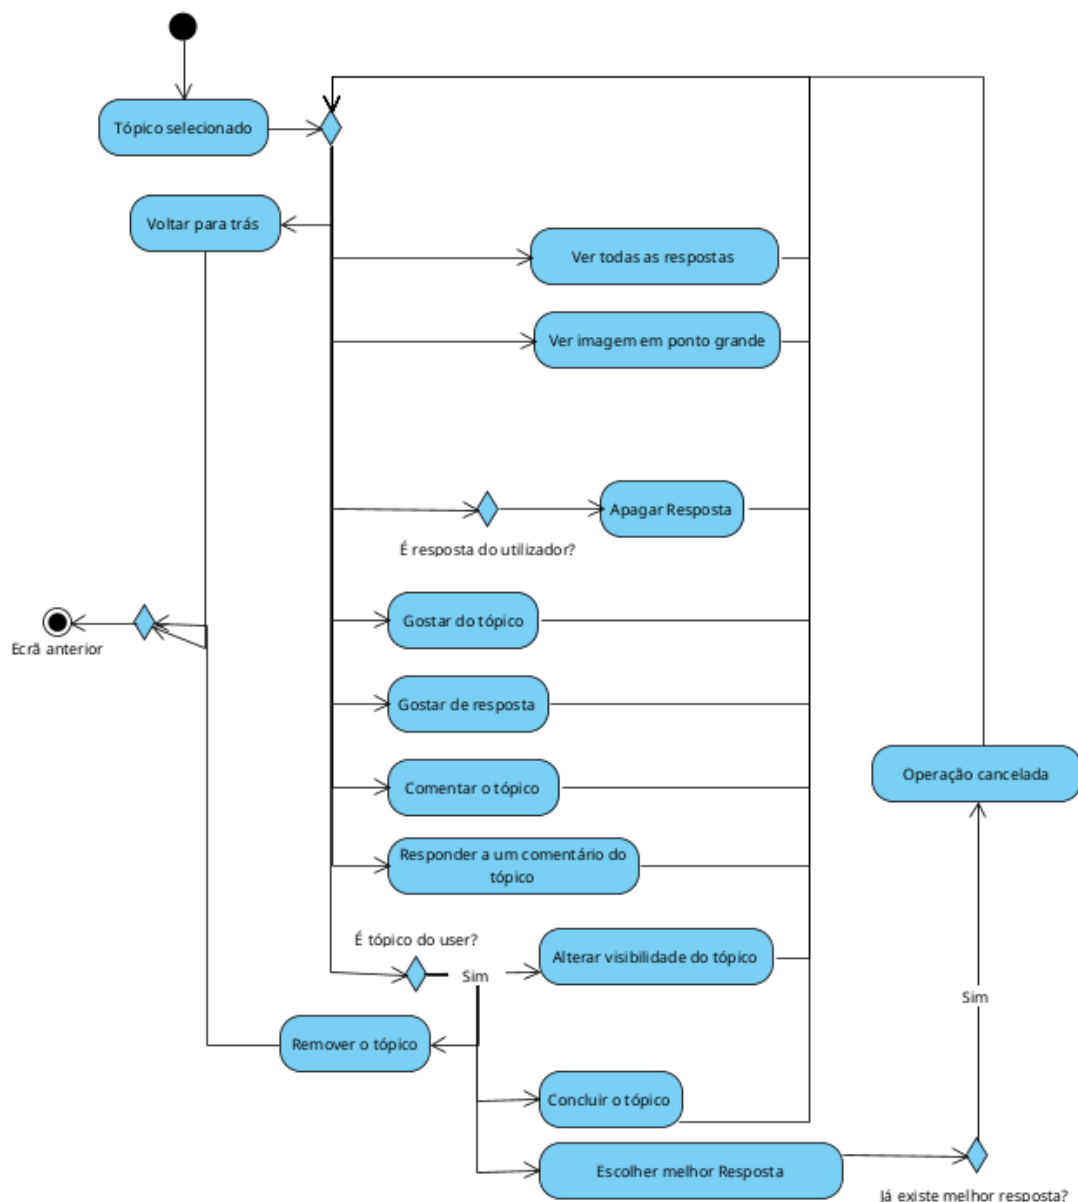 Tópico selecionado
Voltar para trás
Ver todas as respostas
Ver imagem em ponto grande
Apagar Resposta
É resposta do utilizador?
Gostar do tópico
Ecrã anterior
Gostar de resposta
Operação cancelada
Comentar o tópico
Responder a um comentário do
tópico
É tópico do user?
Alterar visibilidade do tópico
Sim
Sim
Remover o tópico
Concluir o tópico
Escolher melhor Resposta
Já existe melhor resposta?